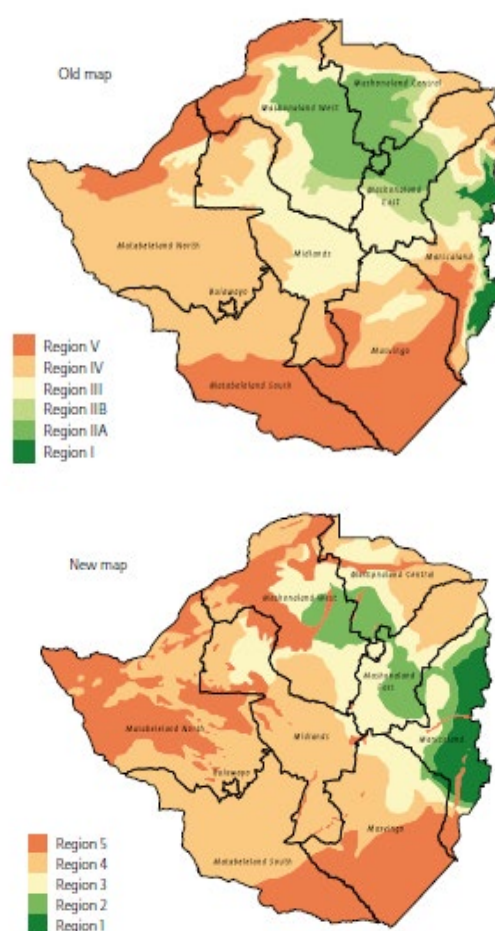 Old map
Mashonaland Central
Mashonaland West
Mashonaland East
Matabeleland North
Midlands
Manicaland
Bulawayo
Masvingo
Matabeleland South
Region V
Region IV
Region III
Region IIB
Region IIA
Region I
New map
Mashonaland Central
Mashonaland West
Mashonaland East
Matabeleland North
Midlands
Manicaland
Bulawayo
Masvingo
Matabeleland South
Region 5
Region 4
Region 3
Region 2
Region 1